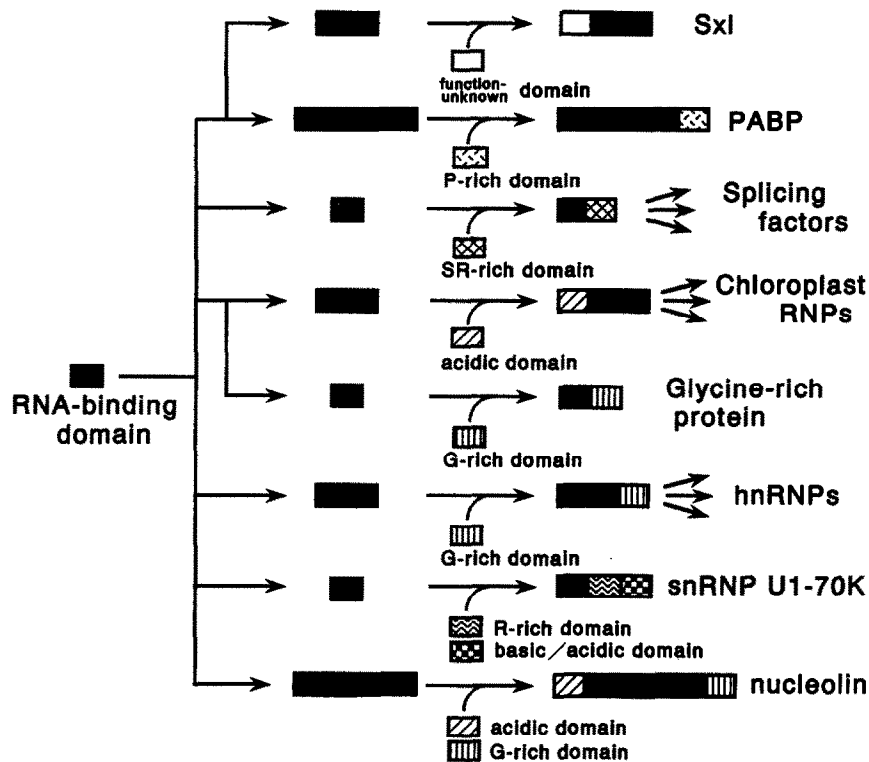 Sxl
function-
unknown domain
PABP
P-rich domain
Splicing
factors
SR-rich domain
Chloroplast
RNPs
acidic domain
RNA-binding
domain
Glycine-rich
protein
G-rich domain
hnRNPs
G-rich domain
snRNP U1-70K
R-rich domain
basic/acidic domain
nucleolin
acidic domain
G-rich domain